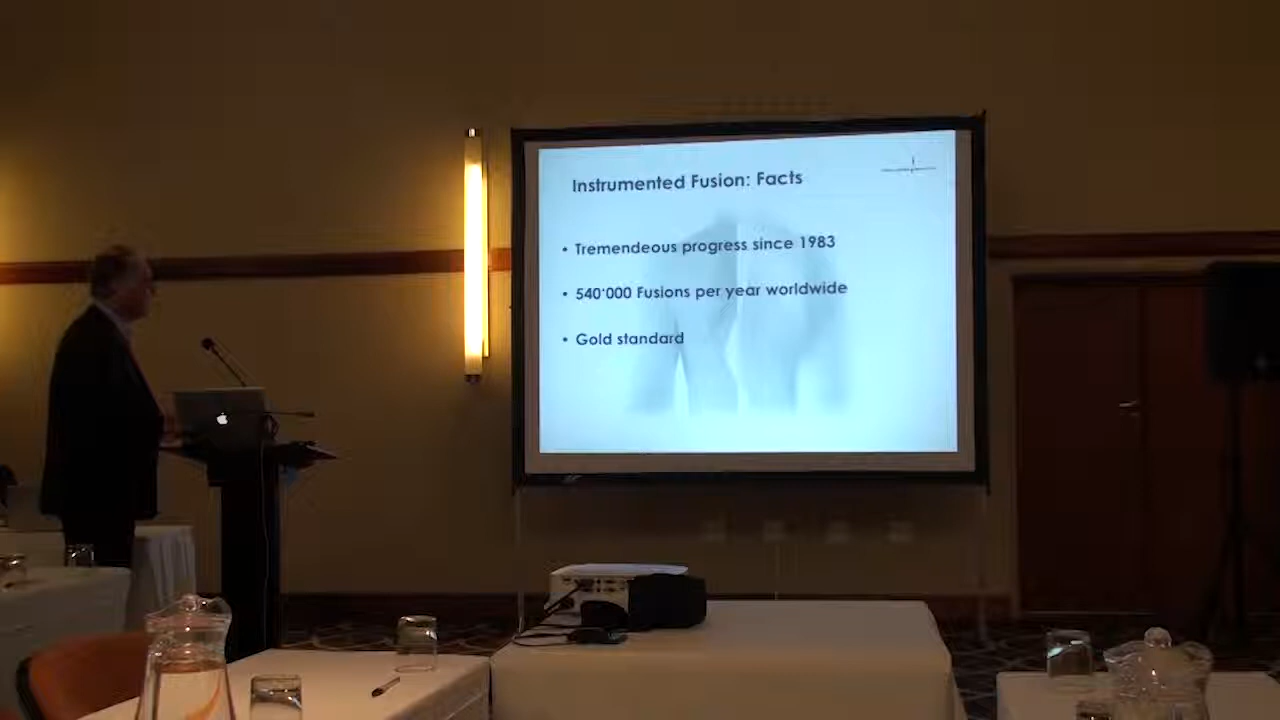 Instrumented Fusion: Facts
• Tremendeous progress since 1983
• 540'000 Fusions per year worldwide
• Gold standard